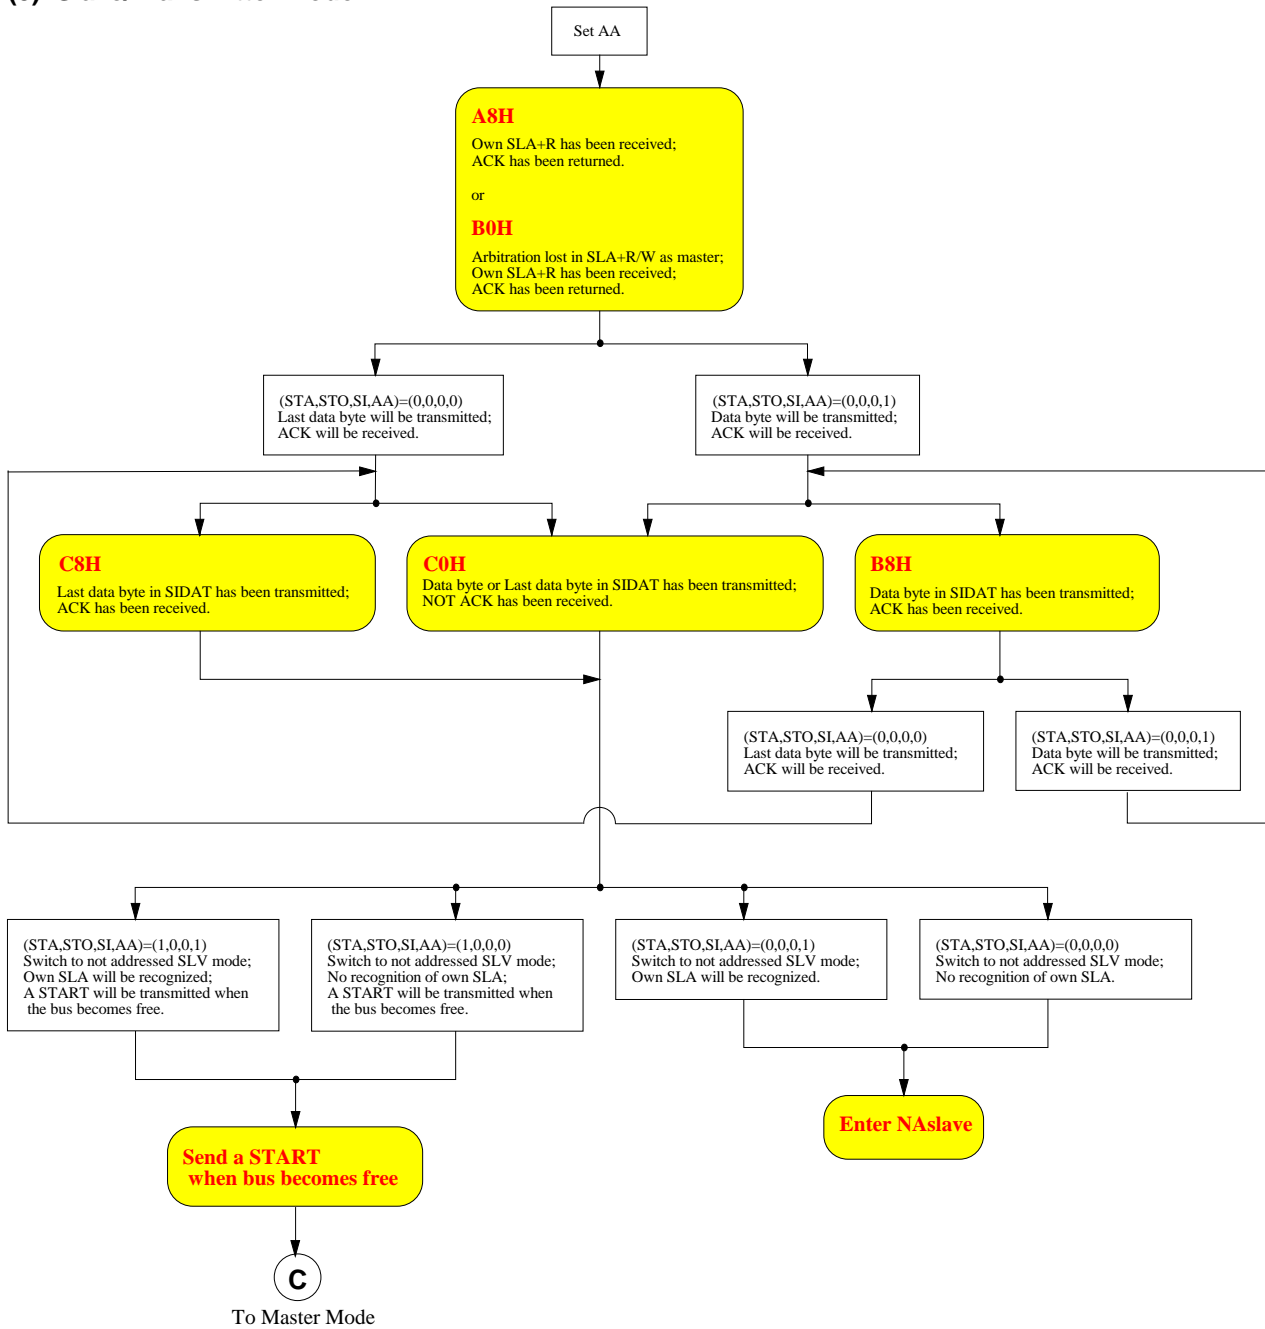 Set AA
A8H
Own SLA+R has been received;
ACK has been returned.
or
B0H
Arbitration lost in SLA+R/W as master;
Own SLA+R has been received;
ACK has been returned.
(STA,STO,SI,AA)=(0,0,0,0)
Last data byte will be transmitted;
ACK will be received.
(STA,STO,SI,AA)=(0,0,0,1)
Data byte will be transmitted;
ACK will be received.
C8H
Last data byte in SIDAT has been transmitted;
ACK has been received.
C0H
Data byte or Last data byte in SIDAT has been transmitted;
NOT ACK has been received.
B8H
Data byte in SIDAT has been transmitted;
ACK has been received.
(STA,STO,SI,AA)=(0,0,0,0)
Last data byte will be transmitted;
ACK will be received.
(STA,STO,SI,AA)=(0,0,0,1)
Data byte will be transmitted;
ACK will be received.
(STA,STO,SI,AA)=(1,0,0,1)
Switch to not addressed SLV mode;
Own SLA will be recognized;
A START will be transmitted when
the bus becomes free.
(STA,STO,SI,AA)=(1,0,0,0)
Switch to not addressed SLV mode;
No recognition of own SLA;
A START will be transmitted when
the bus becomes free.
(STA,STO,SI,AA)=(0,0,0,1)
Switch to not addressed SLV mode;
Own SLA will be recognized.
(STA,STO,SI,AA)=(0,0,0,0)
Switch to not addressed SLV mode;
No recognition of own SLA.
Enter NAslave
Send a START
when bus becomes free
C
To Master Mode